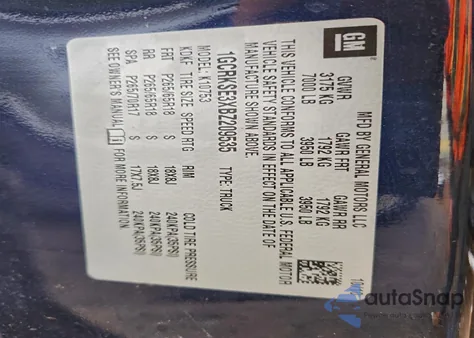 GM
MFD BY GENERAL MOTORS LLC
GVWR GAWR FRT GAWR RR
3175 KG 1792 KG 1792 KG
7000 LB 3950 LB 3950 LB
THIS VEHICLE CONFORMS TO ALL APPLICABLE U.S. FEDERAL MOTOR
VEHICLE SAFETY STANDARDS IN EFFECT ON THE DATE OF
MANUFACTURE SHOWN ABOVE.
1GCRKSE3XBZ209535 TYPE: TRUCK
MODEL: K10753
TIRE SIZE SPEED RTG RIM COLD TIRE PRESSURE
FRT P265/65R18 S 18X8J 240KPA(35PSI)
RR P265/65R18 S 18X8J 240KPA(35PSI)
SPA P265/70R17 S 17X7.5J 240KPA(35PSI)
SEE OWNER'S MANUAL FOR MORE INFORMATION.
autaSnap